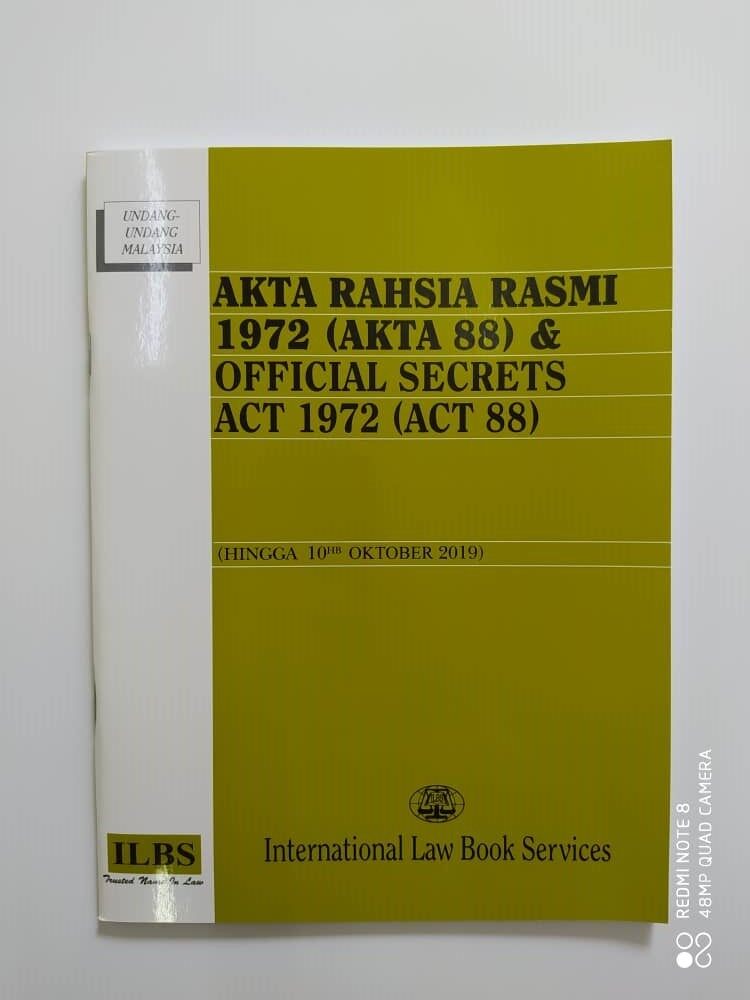 UNDANG-
UNDANG
MALAYSIA
AKTA RAHSIA RASMI
1972 (AKTA 88) &
OFFICIAL SECRETS
ACT 1972 (ACT 88)
(HINGGA 10HB OKTOBER 2019)
ILBS
Trusted Name In Law
International Law Book Services
REDMI NOTE 8
48MP QUAD CAMERA